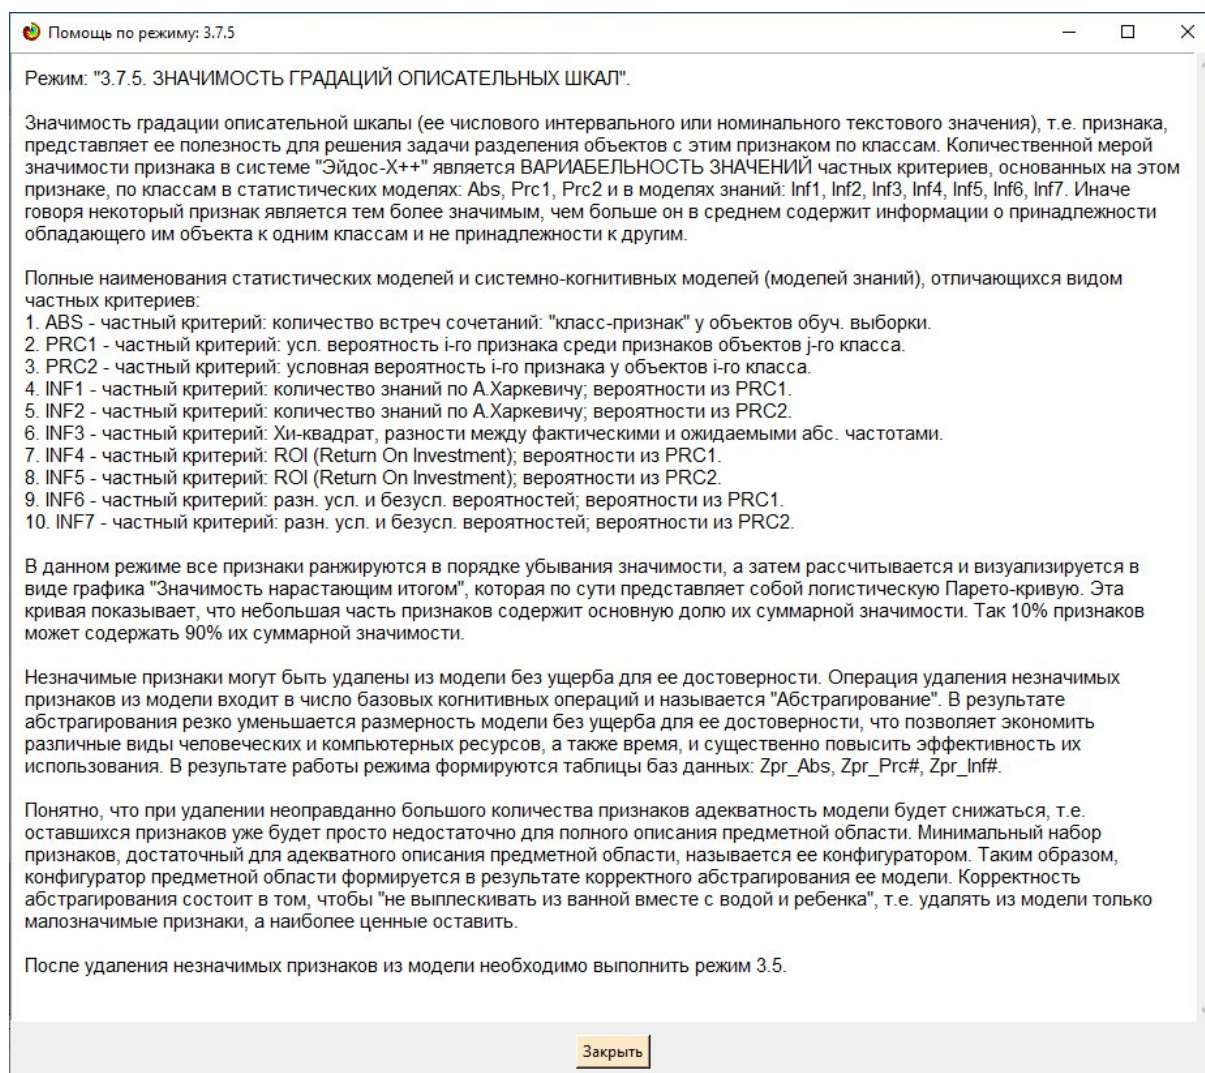 Помощь по режиму: 3.7.5
Режим: "3.7.5. ЗНАЧИМОСТЬ ГРАДАЦИЙ ОПИСАТЕЛЬНЫХ ШКАЛ".
Значимость градации описательной шкалы (ее числового интервального или номинального текстового значения), т.е. признака,
представляет ее полезность для решения задачи разделения объектов с этим признаком по классам. Количественной мерой
значимости признака в системе "Эйдос-X++" является ВАРИАБЕЛЬНОСТЬ ЗНАЧЕНИЙ частных критериев, основанных на этом
признаке, по классам в статистических моделях: Abs, Prc1, Prc2 и в моделях знаний: Inf1, Inf2, Inf3, Inf4, Inf5, Inf6, Inf7. Иначе
говоря некоторый признак является тем более значимым, чем больше он в среднем содержит информации о принадлежности
обладающего им объекта к одним классам и не принадлежности к другим.
Полные наименования статистических моделей и системно-когнитивных моделей (моделей знаний), отличающихся видом
частных критериев:
1. ABS - частный критерий: количество встреч сочетаний: "класс-признак" у объектов обуч. выборки.
2. PRC1 - частный критерий: усл. вероятность i-го признака среди признаков объектов j-го класса.
3. PRC2 - частный критерий: условная вероятность i-го признака у объектов i-го класса.
4. INF1 - частный критерий: количество знаний по А.Харкевичу; вероятности из PRC1.
5. INF2 - частный критерий: количество знаний по А.Харкевичу; вероятности из PRC2.
6. INF3 - частный критерий: Хи-квадрат, разности между фактическими и ожидаемыми абс. частотами.
7. INF4 - частный критерий: ROI (Return On Investment); вероятности из PRC1.
8. INF5 - частный критерий: ROI (Return On Investment); вероятности из PRC2.
9. INF6 - частный критерий: разн. усл. и безусл. вероятностей; вероятности из PRC1.
10. INF7 - частный критерий: разн. усл. и безусл. вероятностей; вероятности из PRC2.
В данном режиме все признаки ранжируются в порядке убывания значимости, а затем рассчитывается и визуализируется в
виде графика "Значимость нарастающим итогом", которая по сути представляет собой логистическую Парето-кривую. Эта
кривая показывает, что небольшая часть признаков содержит основную долю их суммарной значимости. Так 10% признаков
может содержать 90% их суммарной значимости.
Незначимые признаки могут быть удалены из модели без ущерба для ее достоверности. Операция удаления незначимых
признаков из модели входит в число базовых когнитивных операций и называется "Абстрагирование". В результате
абстрагирования резко уменьшается размерность модели без ущерба для ее достоверности, что позволяет экономить
различные виды человеческих и компьютерных ресурсов, а также время, и существенно повысить эффективность их
использования. В результате работы режима формируются таблицы баз данных: Zpr_Abs, Zpr_Prc#, Zpr_Inf#.
Понятно, что при удалении неоправданно большого количества признаков адекватность модели будет снижаться, т.е.
оставшихся признаков уже будет просто недостаточно для полного описания предметной области. Минимальный набор
признаков, достаточный для адекватного описания предметной области, называется ее конфигуратором. Таким образом,
конфигуратор предметной области формируется в результате корректного абстрагирования ее модели. Корректность
абстрагирования состоит в том, чтобы "не выплескивать из ванной вместе с водой и ребенка", т.е. удалять из модели только
малозначимые признаки, а наиболее ценные оставить.
После удаления незначимых признаков из модели необходимо выполнить режим 3.5.
Закрыть